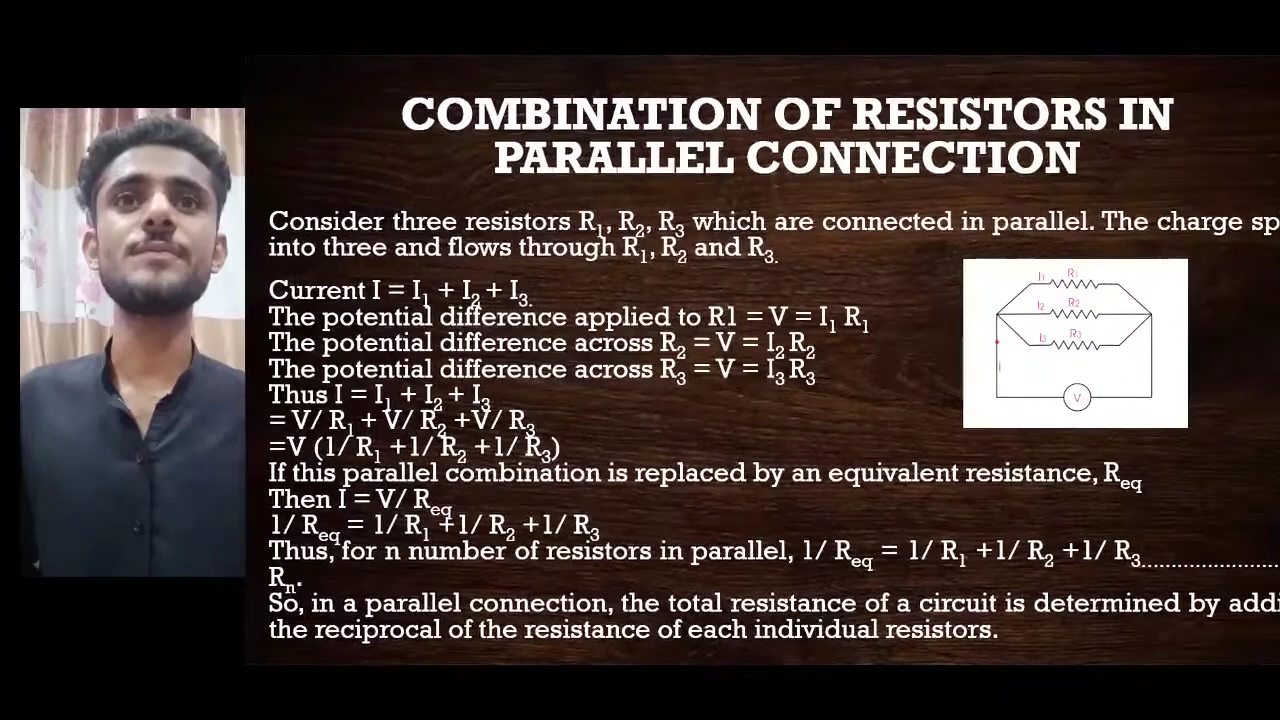 COMBINATION OF RESISTORS IN
PARALLEL CONNECTION
Consider three resistors R₁, R₂, R₃ which are connected in parallel. The charge sp
into three and flows through R₁, R₂ and R₃.
Current I = I₁ + I₂ + I₃.
The potential difference applied to R1 = V = I₁ R₁
The potential difference across R₂ = V = I₂ R₂
The potential difference across R₃ = V = I₃ R₃
Thus I = I₁ + I₂ + I₃
= V/ R₁ + V/ R₂ +V/ R₃
=V (1/ R₁ +1/ R₂ +1/ R₃)
If this parallel combination is replaced by an equivalent resistance, Req
Then I = V/ Req
1/ Req = 1/ R₁ +1/ R₂ +1/ R₃
Thus, for n number of resistors in parallel, 1/ Req = 1/ R₁ +1/ R₂ +1/ R₃.......................
Rn.
So, in a parallel connection, the total resistance of a circuit is determined by addi
the reciprocal of the resistance of each individual resistors.
I₁ R₁
I₂ R₂
I₃ R₃
I
V